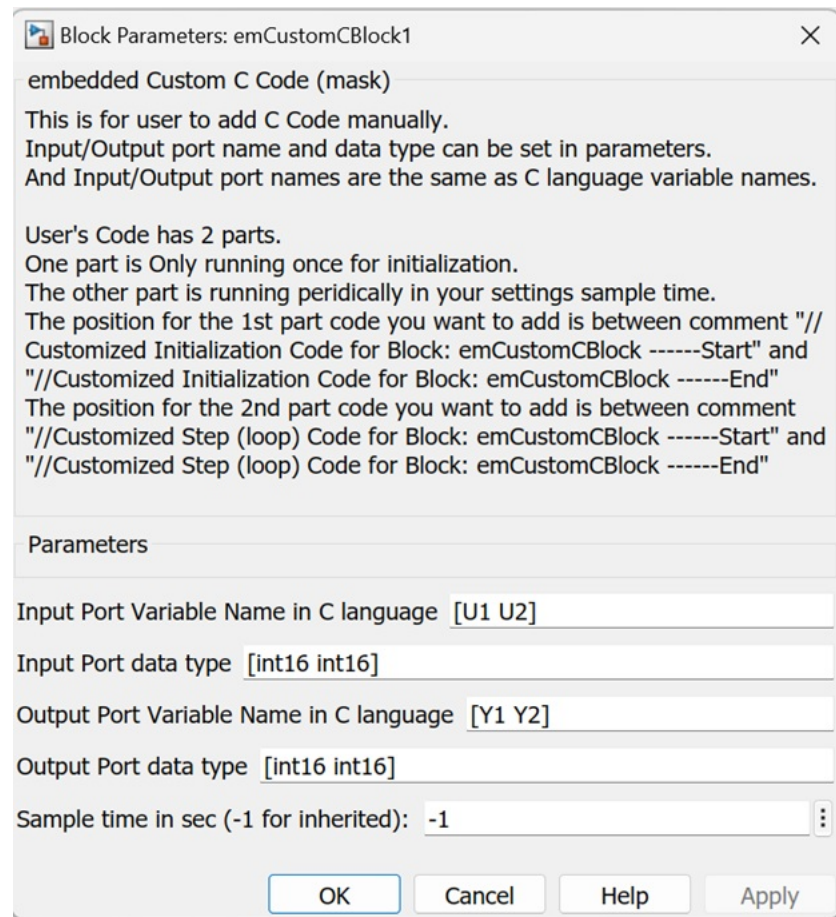 Block Parameters: emCustomCBlock1
embedded Custom C Code (mask)
This is for user to add C Code manually.
Input/Output port name and data type can be set in parameters.
And Input/Output port names are the same as C language variable names.
User's Code has 2 parts.
One part is Only running once for initialization.
The other part is running peridically in your settings sample time.
The position for the 1st part code you want to add is between comment "//
Customized Initialization Code for Block: emCustomCBlock ------Start" and
"//Customized Initialization Code for Block: emCustomCBlock ------End"
The position for the 2nd part code you want to add is between comment
"//Customized Step (loop) Code for Block: emCustomCBlock ------Start" and
"//Customized Step (loop) Code for Block: emCustomCBlock ------End"
Parameters
Input Port Variable Name in C language [U1 U2]
Input Port data type [int16 int16]
Output Port Variable Name in C language [Y1 Y2]
Output Port data type [int16 int16]
Sample time in sec (-1 for inherited): -1
OK Cancel Help Apply